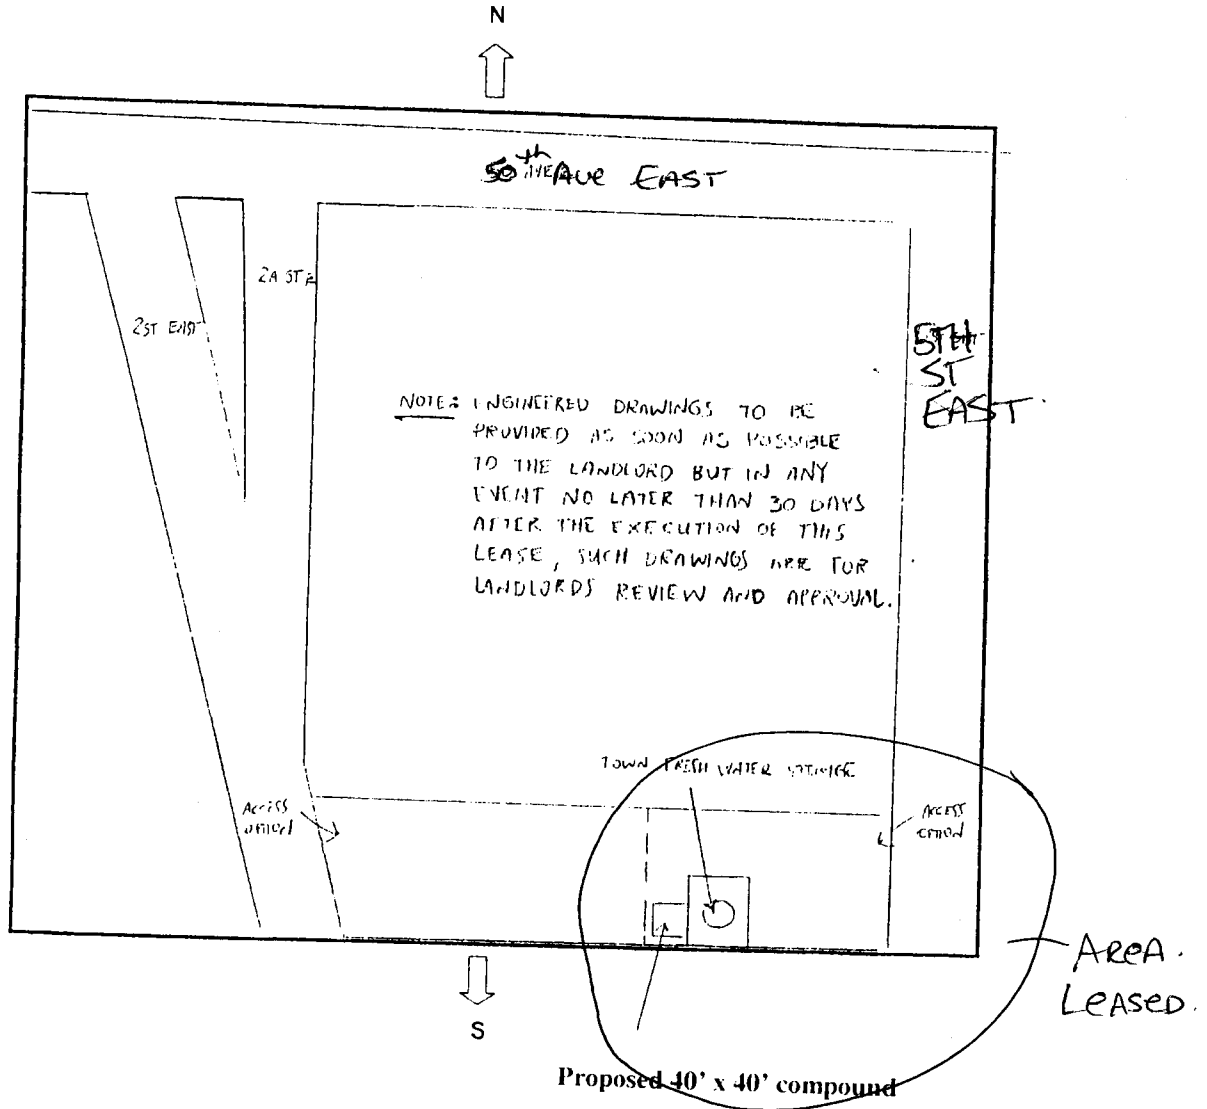 N
50th Ave EAST
2A ST E
2ST EAST
5TH
ST
EAST
NOTE: ENGINEERED DRAWINGS TO BE
PROVIDED AS SOON AS POSSIBLE
TO THE LANDLORD BUT IN ANY
EVENT NO LATER THAN 30 DAYS
AFTER THE EXECUTION OF THIS
LEASE, SUCH DRAWINGS ARE FOR
LANDLORDS REVIEW AND APPROVAL.
TOWN FRESH WATER STORAGE
ACCESS
OPTION
ACCESS
OPTION
AREA.
LEASED.
S
Proposed 40' x 40' compound